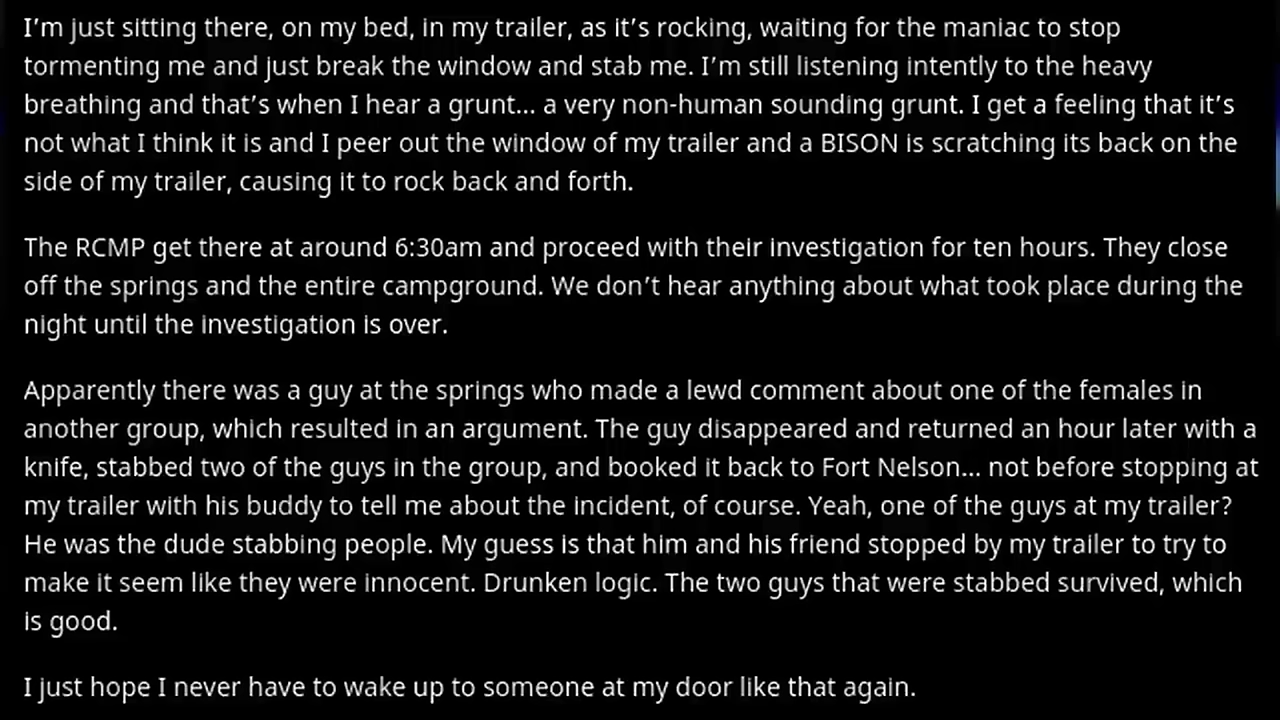 I’m just sitting there, on my bed, in my trailer, as it’s rocking, waiting for the maniac to stop
tormenting me and just break the window and stab me. I’m still listening intently to the heavy
breathing and that’s when I hear a grunt... a very non-human sounding grunt. I get a feeling that it’s
not what I think it is and I peer out the window of my trailer and a BISON is scratching its back on the
side of my trailer, causing it to rock back and forth.
The RCMP get there at around 6:30am and proceed with their investigation for ten hours. They close
off the springs and the entire campground. We don’t hear anything about what took place during the
night until the investigation is over.
Apparently there was a guy at the springs who made a lewd comment about one of the females in
another group, which resulted in an argument. The guy disappeared and returned an hour later with a
knife, stabbed two of the guys in the group, and booked it back to Fort Nelson... not before stopping at
my trailer with his buddy to tell me about the incident, of course. Yeah, one of the guys at my trailer?
He was the dude stabbing people. My guess is that him and his friend stopped by my trailer to try to
make it seem like they were innocent. Drunken logic. The two guys that were stabbed survived, which
is good.
I just hope I never have to wake up to someone at my door like that again.